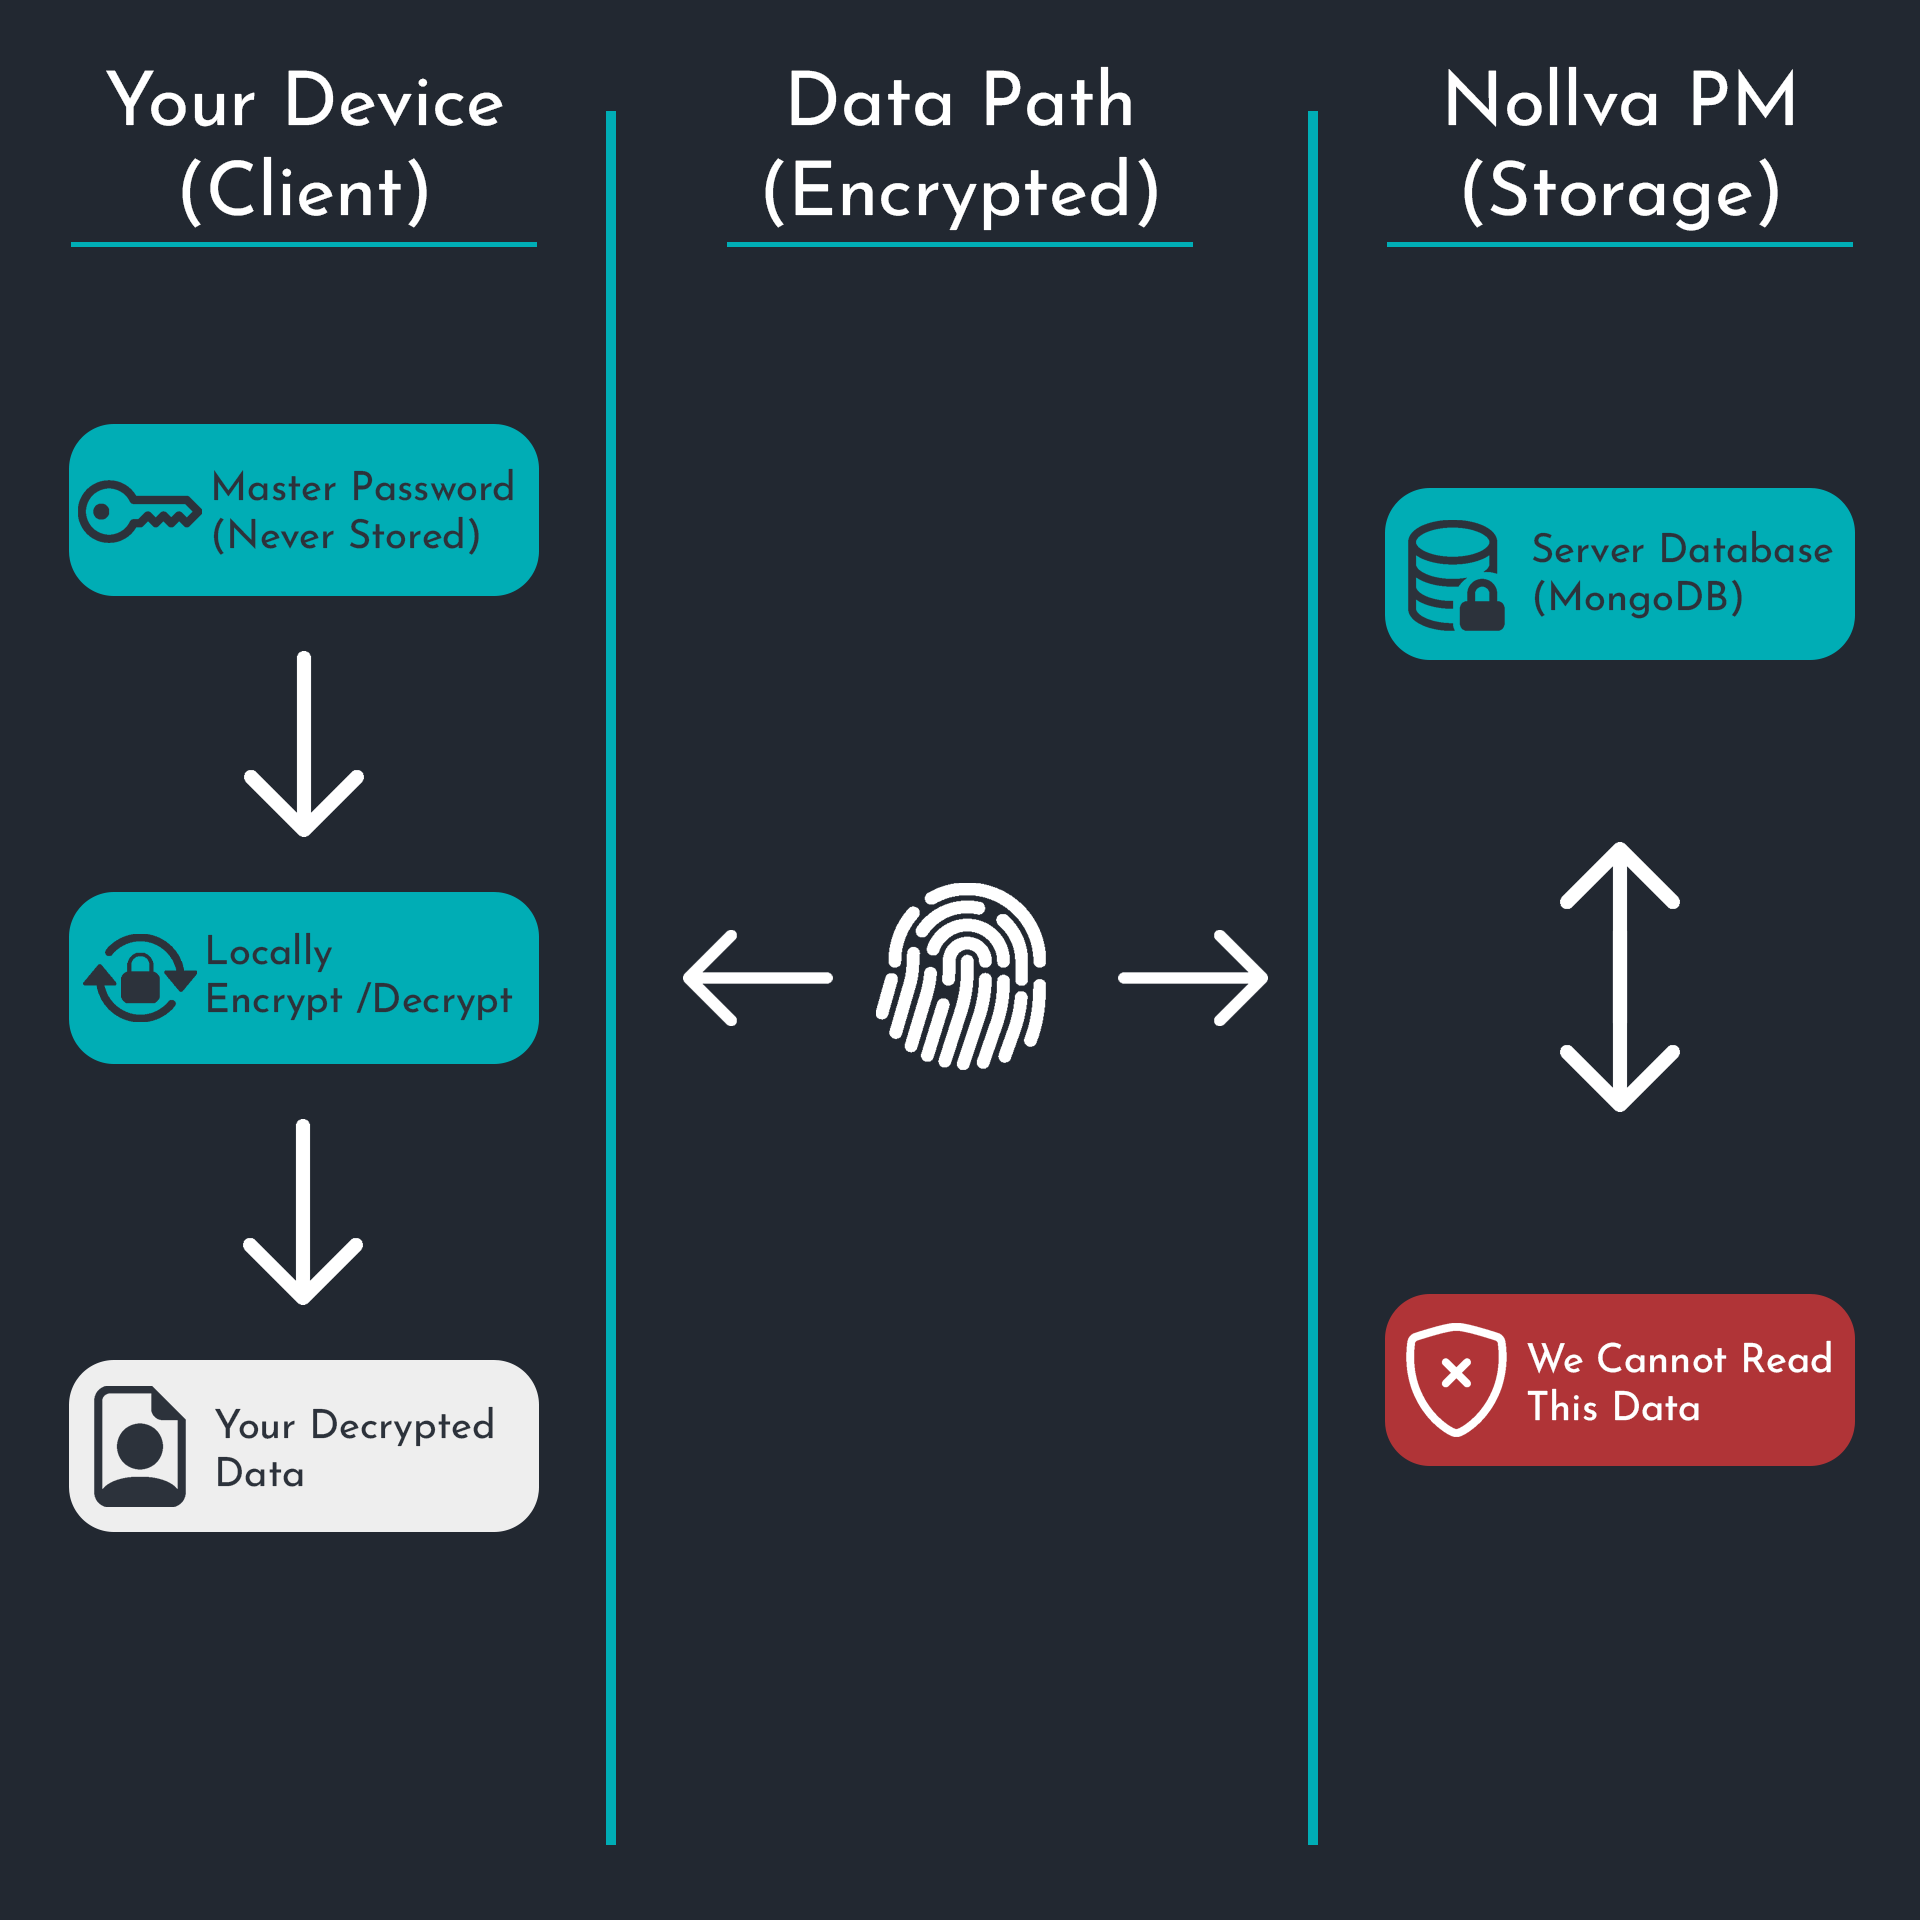 Your Device
(Client)
Data Path
(Encrypted)
Nollva PM
(Storage)
Master Password
(Never Stored)
Locally
Encrypt /Decrypt
Your Decrypted
Data
Server Database
(MongoDB)
We Cannot Read
This Data